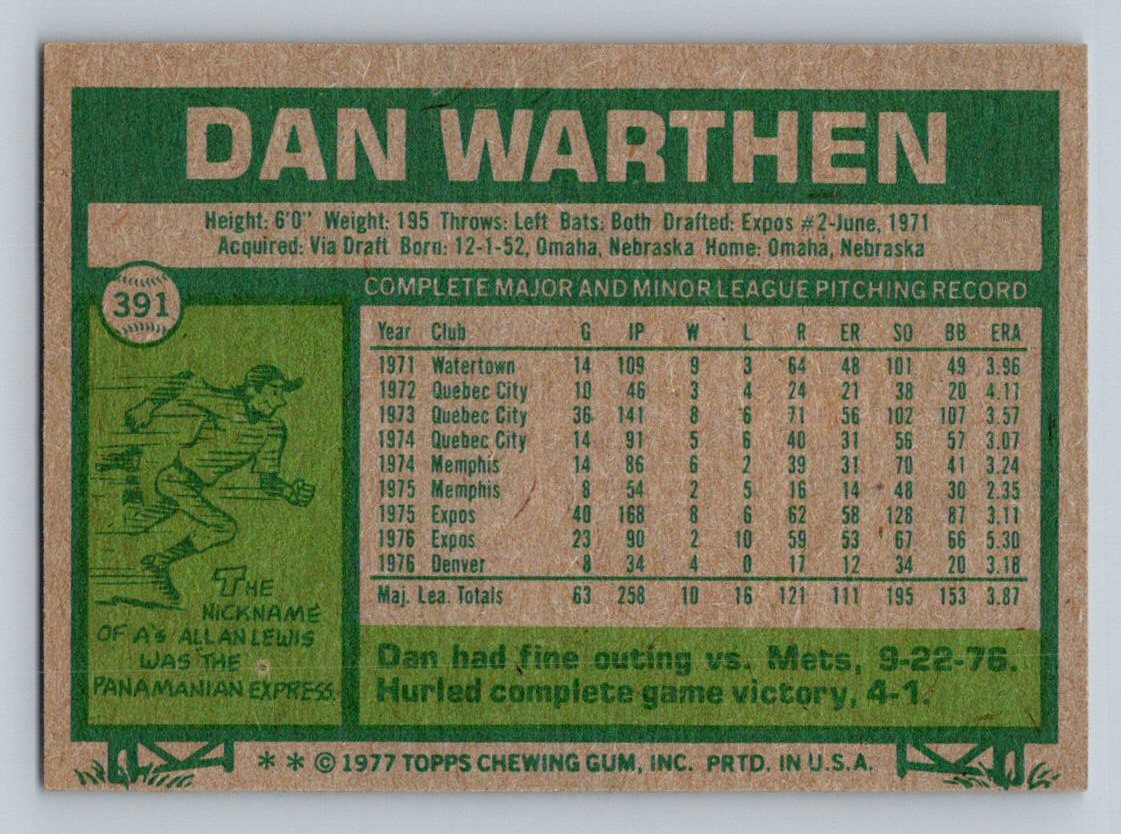 DAN WARTHEN
Height: 6'0" Weight: 195 Throws: Left Bats: Both Drafted: Expos #2-June, 1971
Acquired: Via Draft Born: 12-1-52, Omaha, Nebraska Home: Omaha, Nebraska
391
COMPLETE MAJOR AND MINOR LEAGUE PITCHING RECORD
Year Club G IP W L R ER SO BB ERA
1971 Watertown 14 109 9 3 64 48 101 49 3.96
1972 Quebec City 10 46 3 4 24 21 38 20 4.11
1973 Quebec City 36 141 8 6 71 56 102 107 3.57
1974 Quebec City 14 91 5 6 40 31 56 57 3.07
1974 Memphis 14 86 6 2 39 31 70 41 3.24
1975 Memphis 8 54 2 5 16 14 48 30 2.35
1975 Expos 40 168 8 6 62 58 128 87 3.11
1976 Expos 23 90 2 10 59 53 67 66 5.30
1976 Denver 8 34 4 0 17 12 34 20 3.18
Maj. Lea. Totals 63 258 10 16 121 111 195 153 3.87
THE
NICKNAME
OF A's ALLAN LEWIS
WAS THE
PANAMANIAN EXPRESS.
Dan had fine outing vs. Mets, 9-22-76.
Hurled complete game victory, 4-1.
** © 1977 TOPPS CHEWING GUM, INC. PRTD. IN U.S.A.